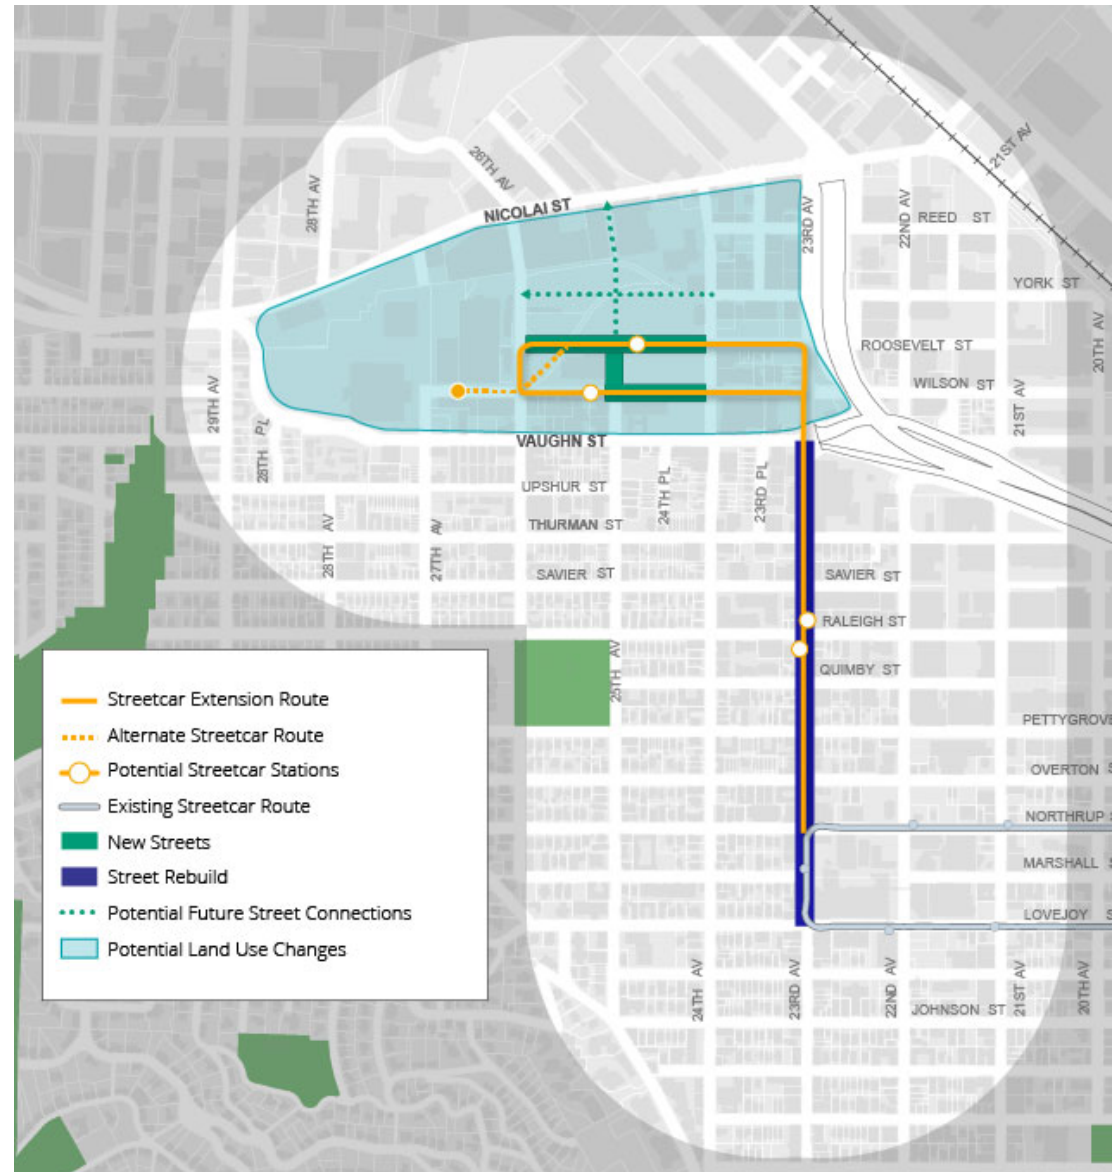 21ST AV
28TH AV
28TH AV
NICOLAI ST
23RD AV
22ND AV
REED ST
YORK ST
20TH AV
ROOSEVELT ST
WILSON ST
29TH AV
28TH PL
21ST AV
VAUGHN ST
UPSHUR ST
24TH PL
23RD PL
THURMAN ST
28TH AV
27TH AV
SAVIER ST
SAVIER ST
RALEIGH ST
25TH AV
QUIMBY ST
PETTYGROVE
OVERTON S
NORTHRUP S
MARSHALL S
LOVEJOY S
24TH AV
23RD AV
22ND AV
JOHNSON ST
21ST AV
20TH AV
Streetcar Extension Route
Alternate Streetcar Route
Potential Streetcar Stations
Existing Streetcar Route
New Streets
Street Rebuild
Potential Future Street Connections
Potential Land Use Changes